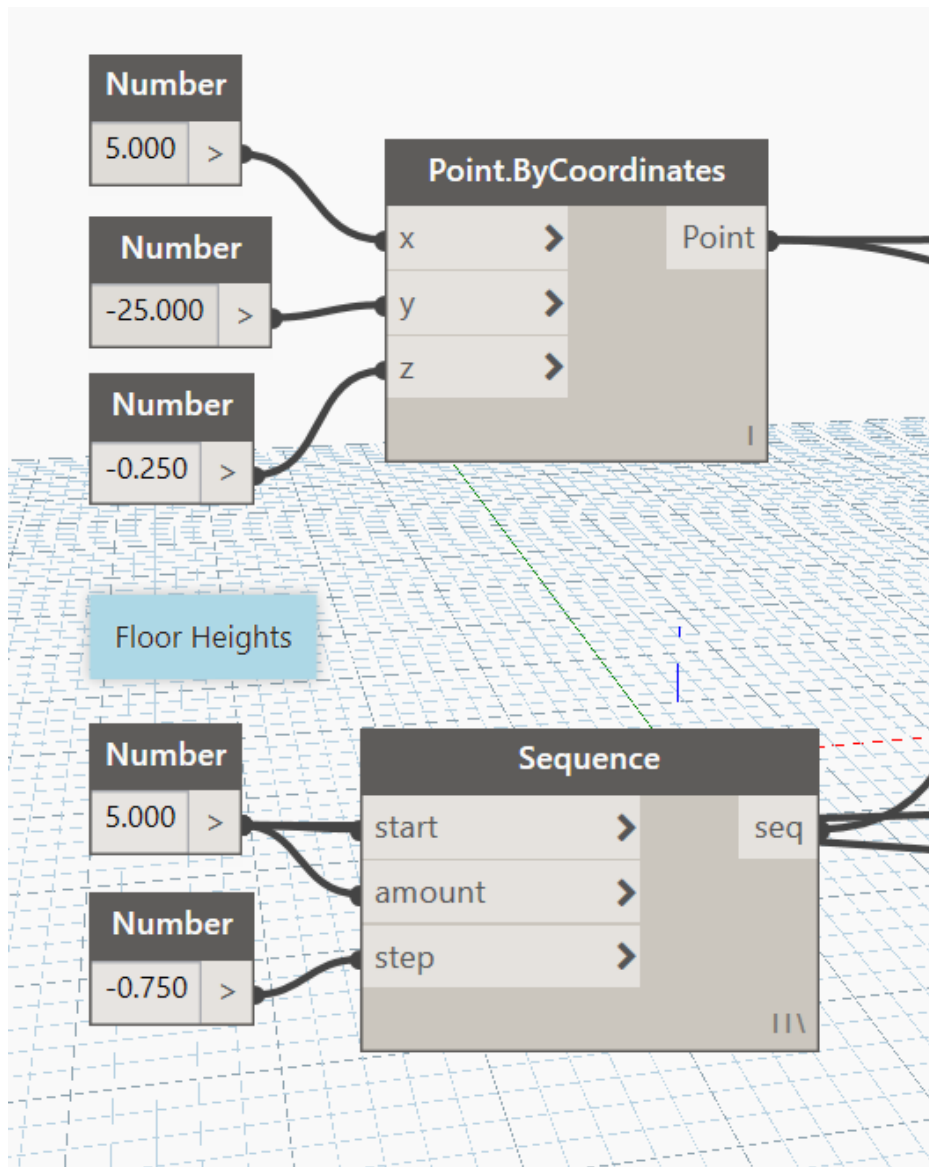 Number
5.000 >
Point.ByCoordinates
Number
x
Point
-25.000 >
y
Number
z
-0.250 >
I
Floor Heights
Number
Sequence
5.000 >
start
seq
amount
Number
step
-0.750 >
II\